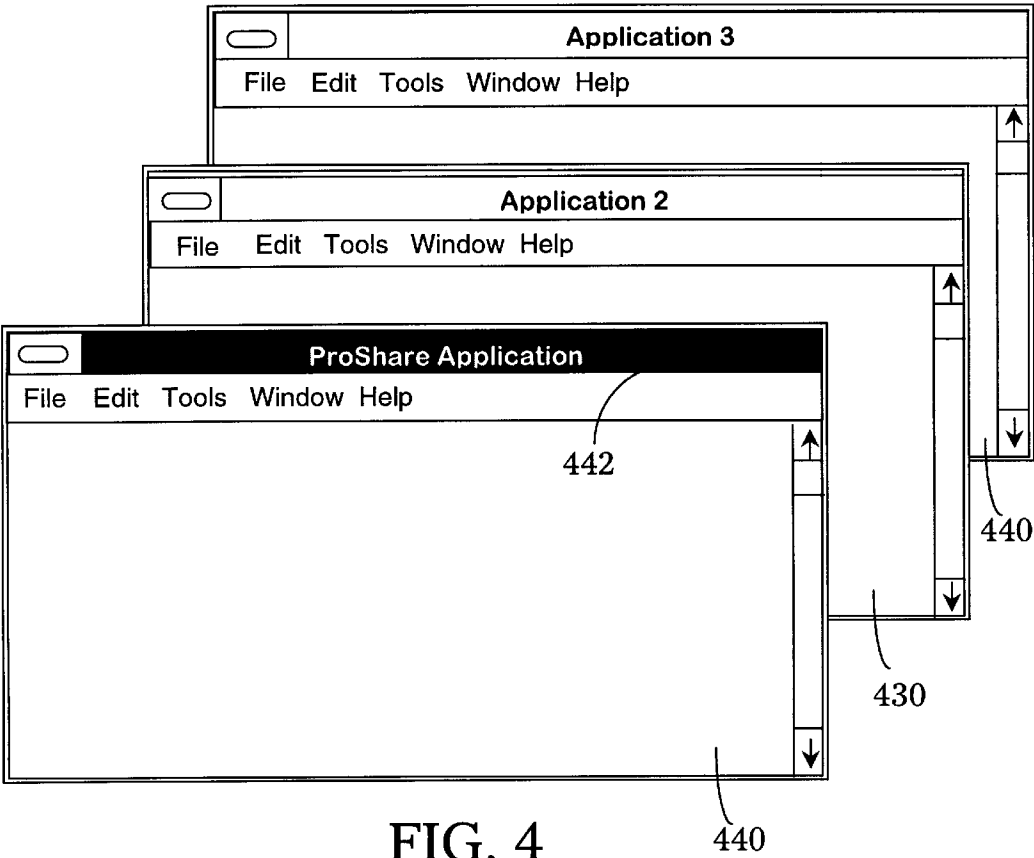 Application 3
File Edit Tools Window Help
Application 2
File Edit Tools Window Help
ProShare Application
File Edit Tools Window Help
442
440
430
440
FIG. 4